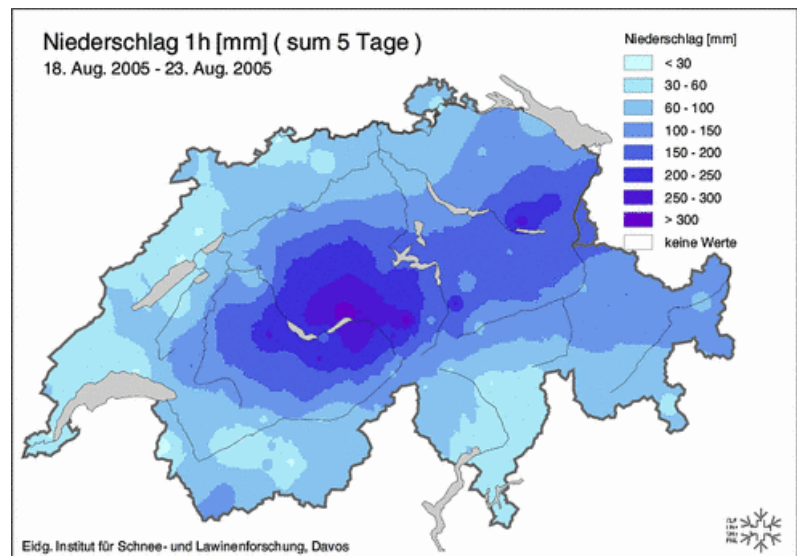 Niederschlag 1h [mm] ( sum 5 Tage )
18. Aug. 2005 - 23. Aug. 2005
Niederschlag [mm]
< 30
30 - 60
60 - 100
100 - 150
150 - 200
200 - 250
250 - 300
> 300
keine Werte
Eidg. Institut für Schnee- und Lawinenforschung, Davos